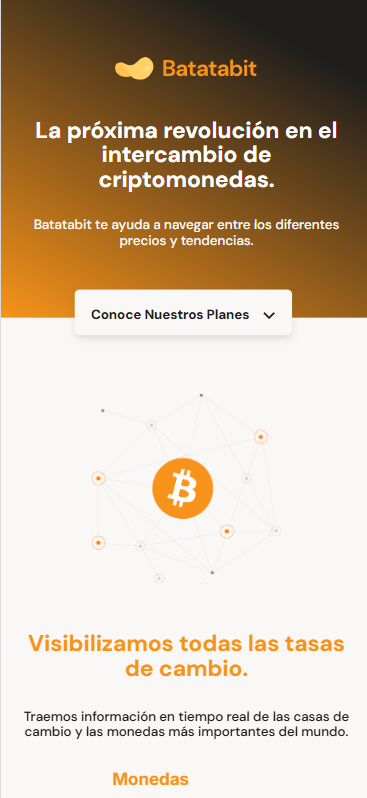 Batatabit
La próxima revolución en el
intercambio de
criptomonedas.
Batatabit te ayuda a navegar entre los diferentes
precios y tendencias.
Conoce Nuestros Planes
Visibilizamos todas las tasas
de cambio.
Traemos información en tiempo real de las casas de
cambio y las monedas más importantes del mundo.
Monedas